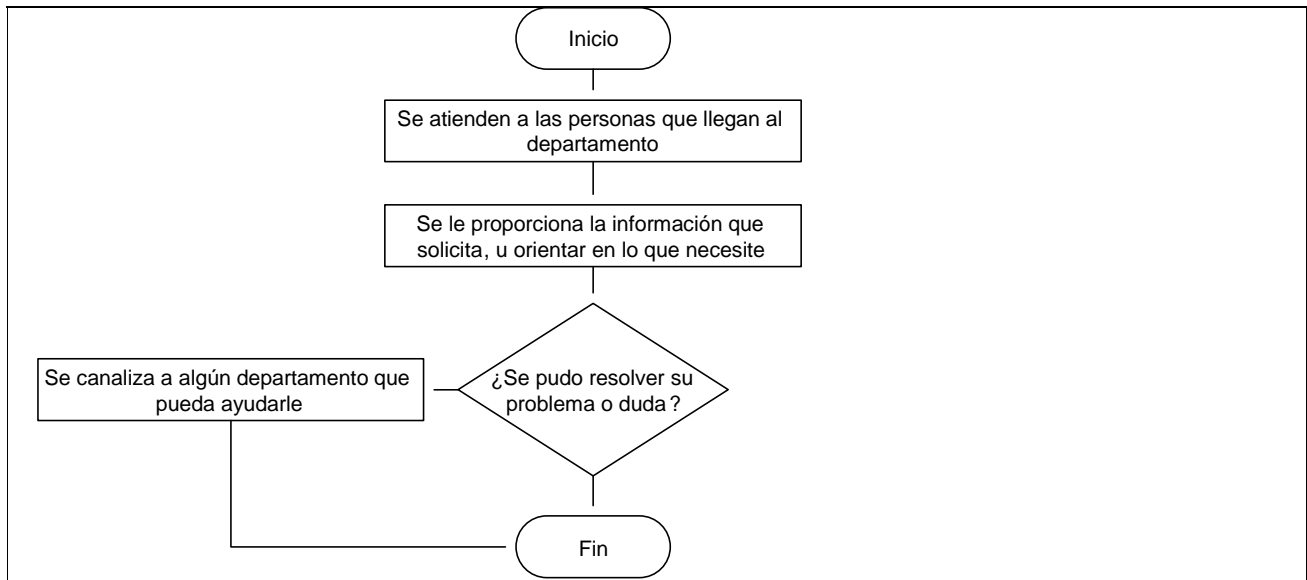 Inicio
Se atienden a las personas que llegan al
departamento
Se le proporciona la información que
solicita, u orientar en lo que necesite
Se canaliza a algún departamento que
pueda ayudarle
¿Se pudo resolver su
problema o duda?
Fin